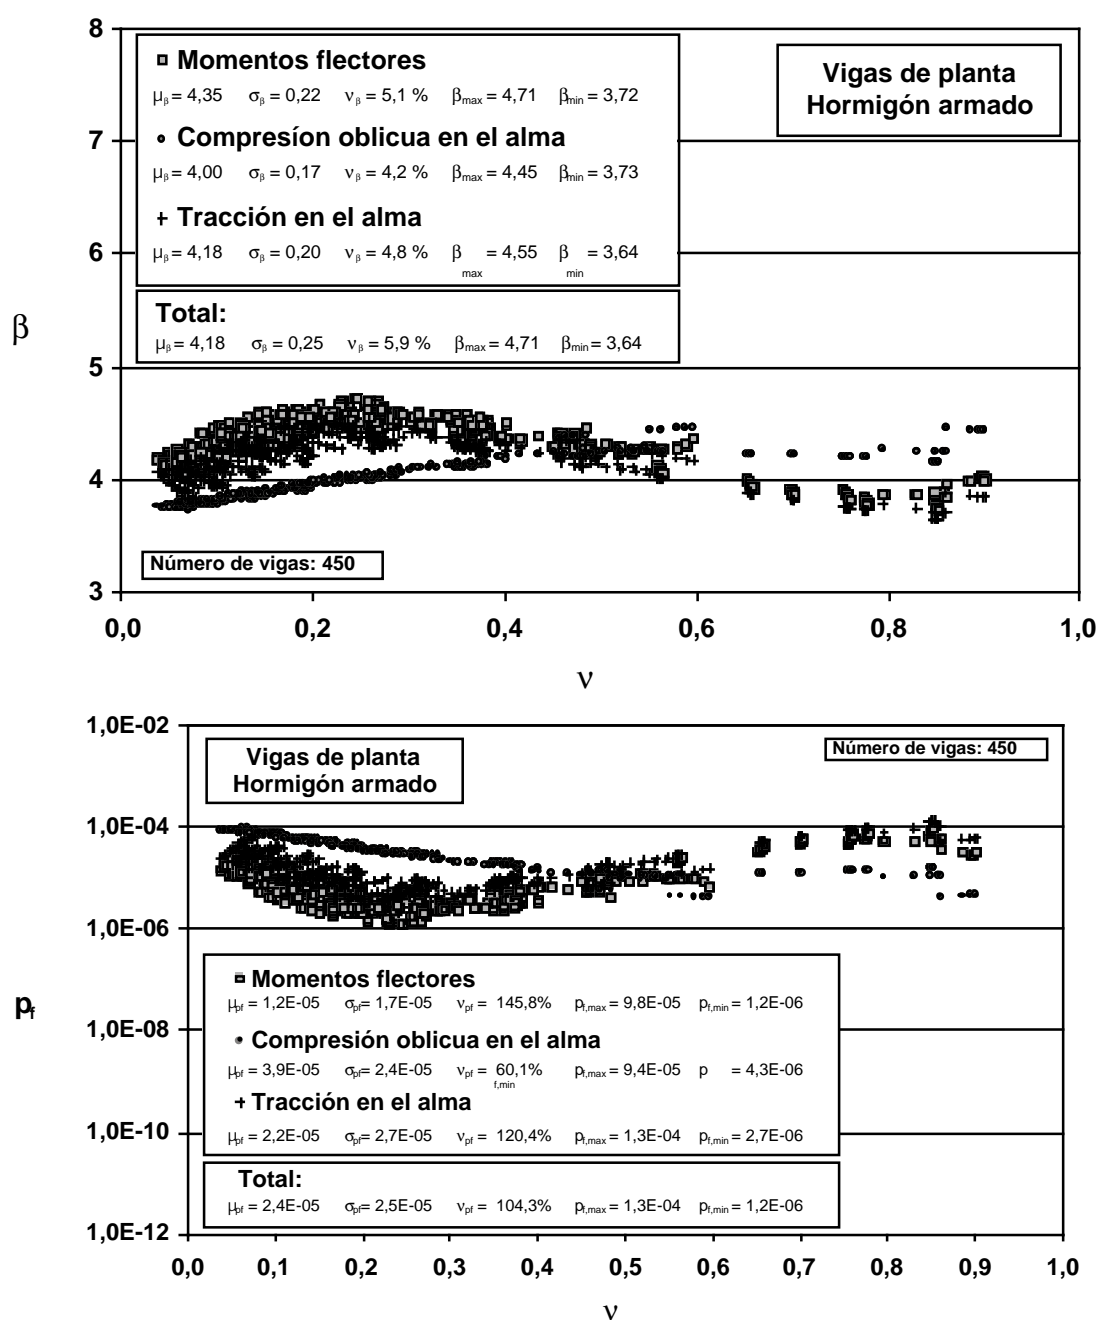 8
7
6
5
4
3
β
Momentos flectores
μβ = 4,35 σβ = 0,22 νβ = 5,1 % βmax = 4,71 βmin = 3,72
Compresíon oblicua en el alma
μβ = 4,00 σβ = 0,17 νβ = 4,2 % βmax = 4,45 βmin = 3,73
Tracción en el alma
μβ = 4,18 σβ = 0,20 νβ = 4,8 % βmax = 4,55 βmin = 3,64
Total:
μβ = 4,18 σβ = 0,25 νβ = 5,9 % βmax = 4,71 βmin = 3,64
Vigas de planta
Hormigón armado
Número de vigas: 450
0,0 0,2 0,4 0,6 0,8 1,0
ν
1,0E-02
1,0E-04
1,0E-06
1,0E-08
1,0E-10
1,0E-12
pf
Vigas de planta
Hormigón armado
Número de vigas: 450
Momentos flectores
μpf = 1,2E-05 σpf= 1,7E-05 νpf = 145,8% pf,max = 9,8E-05 pf,min = 1,2E-06
Compresión oblicua en el alma
μpf = 3,9E-05 σpf= 2,4E-05 νpf = 60,1% pf,max = 9,4E-05 p = 4,3E-06
f,min
Tracción en el alma
μpf = 2,2E-05 σpf= 2,7E-05 νpf = 120,4% pf,max = 1,3E-04 pf,min = 2,7E-06
Total:
μpf = 2,4E-05 σpf= 2,5E-05 νpf = 104,3% pf,max = 1,3E-04 pf,min = 1,2E-06
0,0 0,1 0,2 0,3 0,4 0,5 0,6 0,7 0,8 0,9 1,0
ν